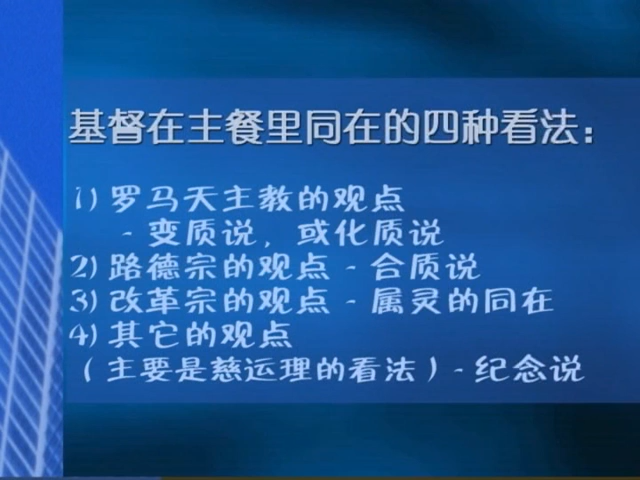 基督在主餐里同在的四种看法：
1) 罗马天主教的观点
- 变质说，或化质说
2) 路德宗的观点 - 合质说
3) 改革宗的观点 - 属灵的同在
4) 其它的观点
（主要是慈运理的看法）- 纪念说